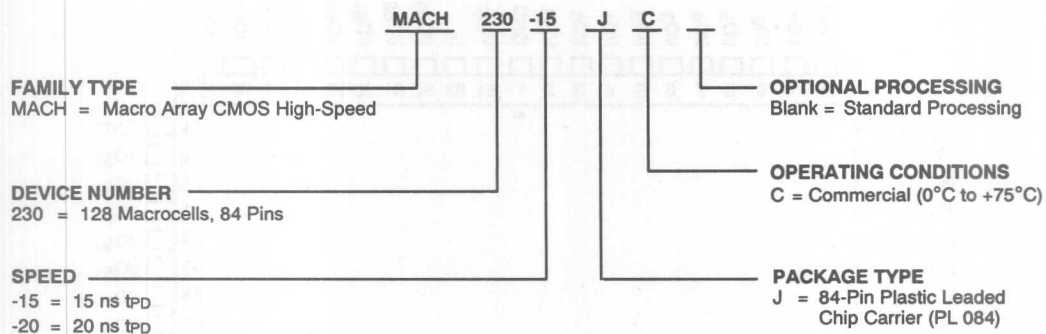 MACH 230 -15 J C
FAMILY TYPE
MACH = Macro Array CMOS High-Speed
DEVICE NUMBER
230 = 128 Macrocells, 84 Pins
SPEED
-15 = 15 ns tPD
-20 = 20 ns tPD
OPTIONAL PROCESSING
Blank = Standard Processing
OPERATING CONDITIONS
C = Commercial (0°C to +75°C)
PACKAGE TYPE
J = 84-Pin Plastic Leaded
Chip Carrier (PL 084)